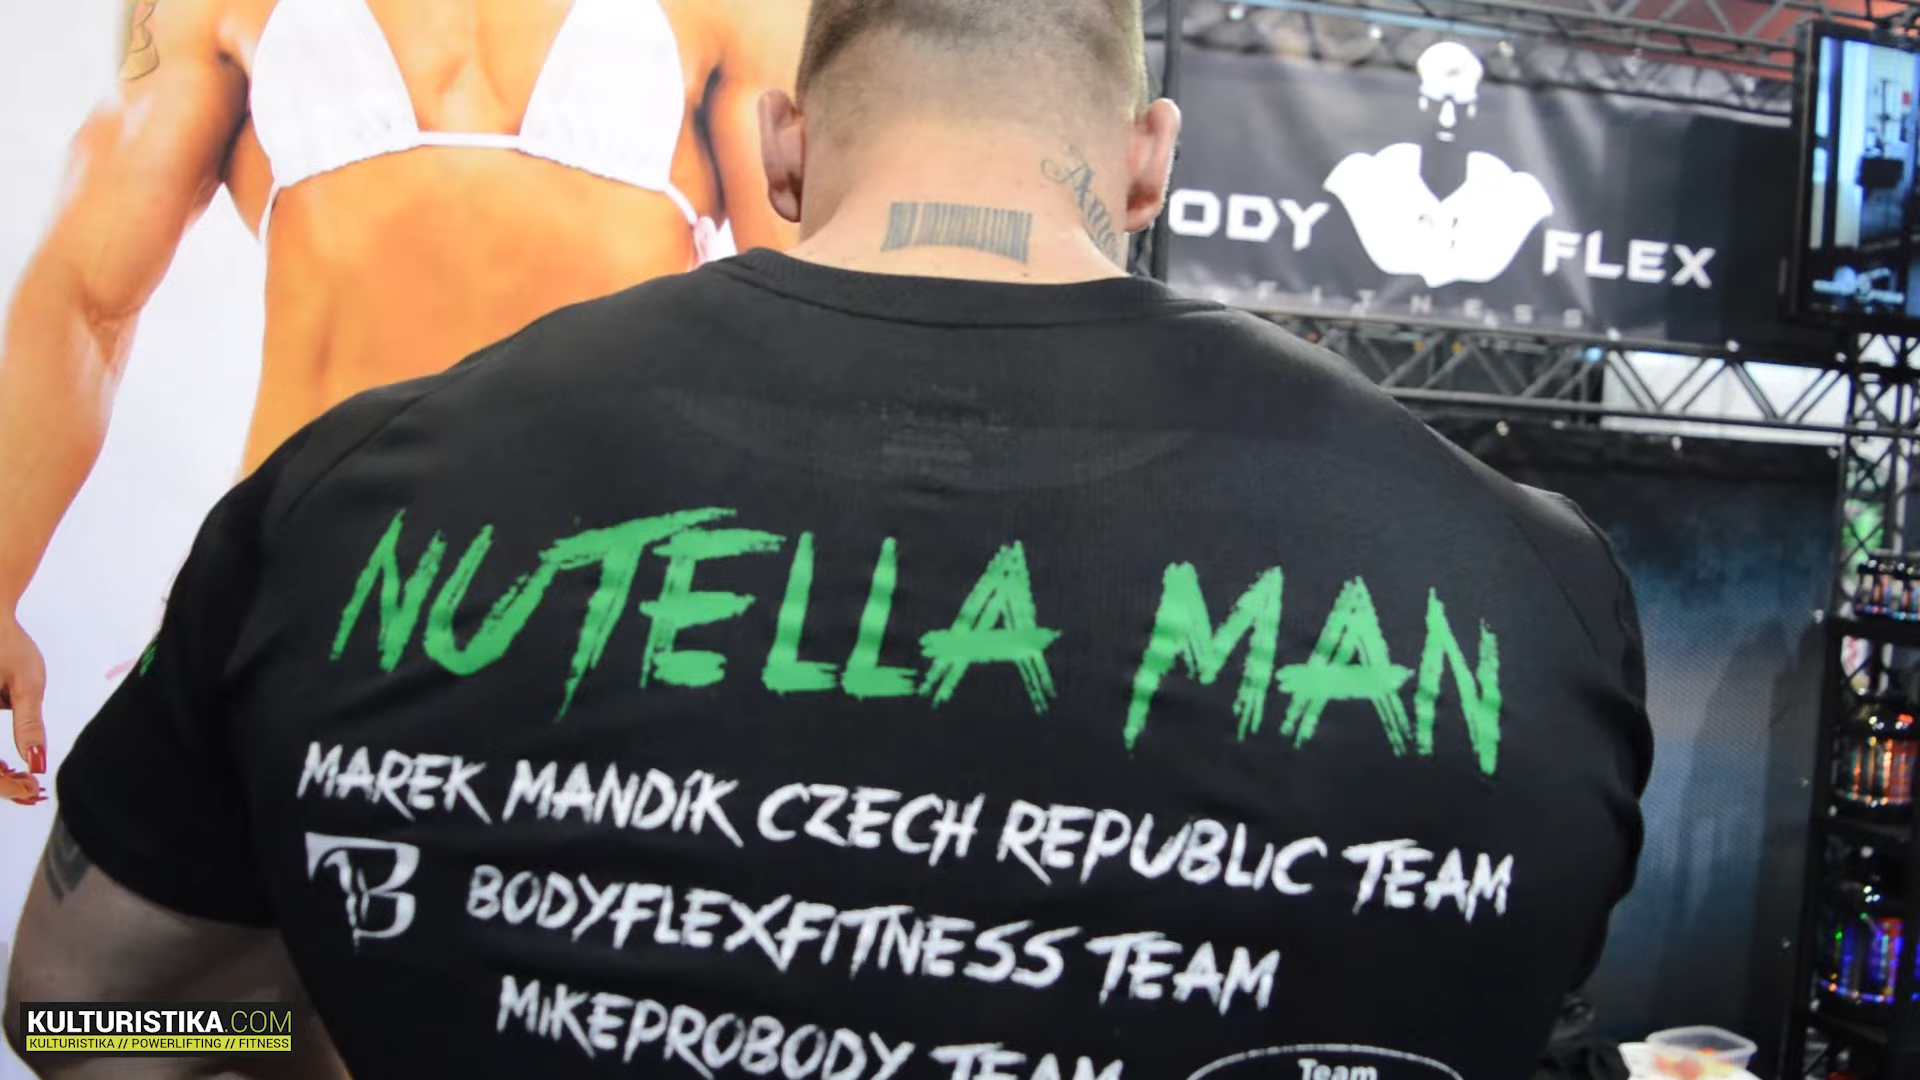 ODY FLEX
FITNESS
NUTELLA MAN
MAREK MANDÍK CZECH REPUBLIC TEAM
B BODYFLEXFITNESS TEAM
MIKEPROBODY TEAM
Team
KULTURISTIKA.COM
KULTURISTIKA // POWERLIFTING // FITNESS